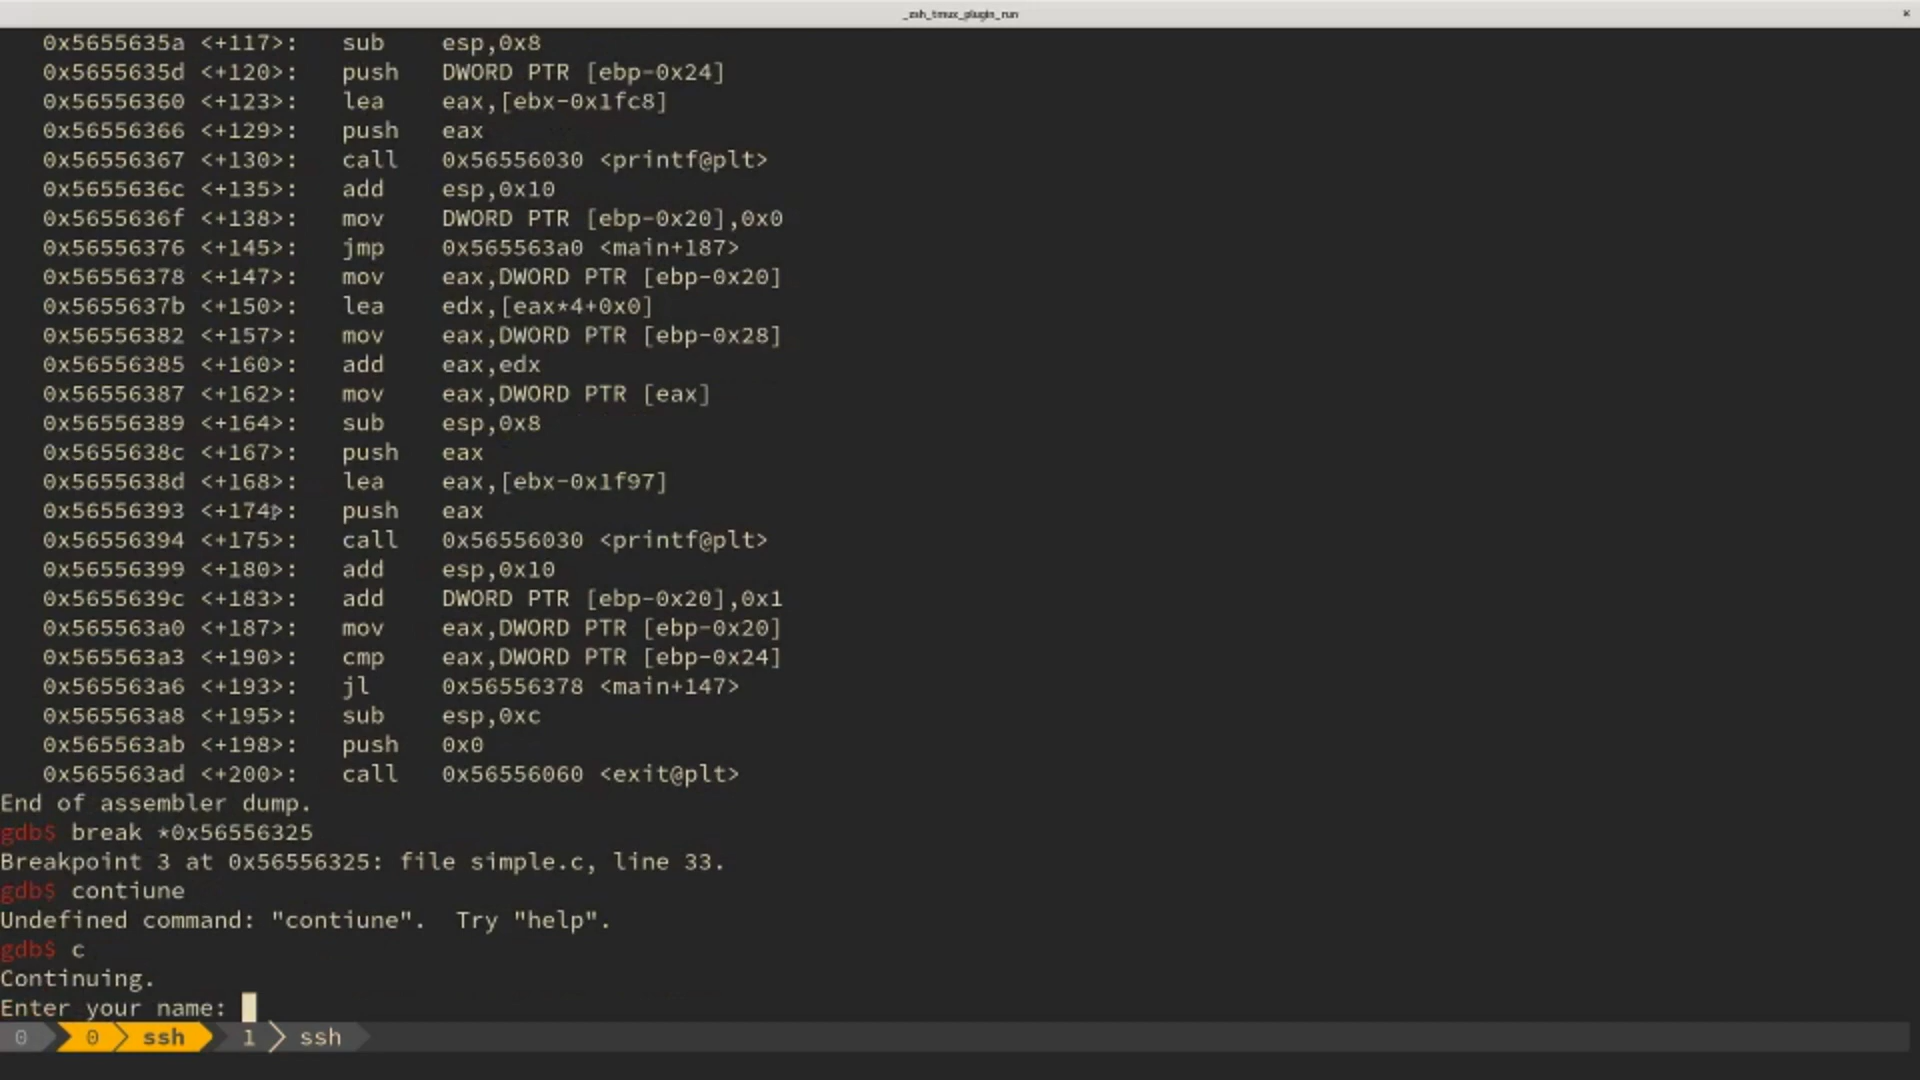 _zsh_tmux_plugin_run ×
0x5655635a <+117>: sub esp,0x8
0x5655635d <+120>: push DWORD PTR [ebp-0x24]
0x56556360 <+123>: lea eax,[ebx-0x1fc8]
0x56556366 <+129>: push eax
0x56556367 <+130>: call 0x56556030 <printf@plt>
0x5655636c <+135>: add esp,0x10
0x5655636f <+138>: mov DWORD PTR [ebp-0x20],0x0
0x56556376 <+145>: jmp 0x565563a0 <main+187>
0x56556378 <+147>: mov eax,DWORD PTR [ebp-0x20]
0x5655637b <+150>: lea edx,[eax*4+0x0]
0x56556382 <+157>: mov eax,DWORD PTR [ebp-0x28]
0x56556385 <+160>: add eax,edx
0x56556387 <+162>: mov eax,DWORD PTR [eax]
0x56556389 <+164>: sub esp,0x8
0x5655638c <+167>: push eax
0x5655638d <+168>: lea eax,[ebx-0x1f97]
0x56556393 <+174>: push eax
0x56556394 <+175>: call 0x56556030 <printf@plt>
0x56556399 <+180>: add esp,0x10
0x5655639c <+183>: add DWORD PTR [ebp-0x20],0x1
0x565563a0 <+187>: mov eax,DWORD PTR [ebp-0x20]
0x565563a3 <+190>: cmp eax,DWORD PTR [ebp-0x24]
0x565563a6 <+193>: jl 0x56556378 <main+147>
0x565563a8 <+195>: sub esp,0xc
0x565563ab <+198>: push 0x0
0x565563ad <+200>: call 0x56556060 <exit@plt>
End of assembler dump.
gdb$ break *0x56556325
Breakpoint 3 at 0x56556325: file simple.c, line 33.
gdb$ contiune
Undefined command: "contiune".  Try "help".
gdb$ c
Continuing.
Enter your name:
0 0 ssh 1 ssh